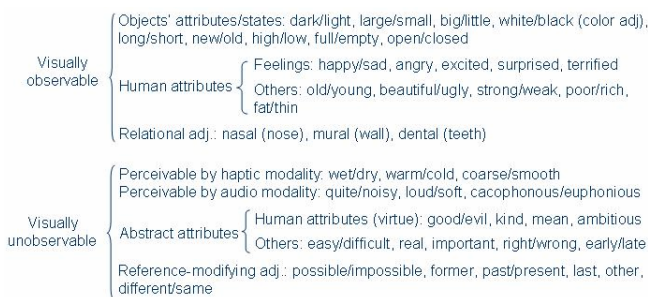 Visually observable
Objects' attributes/states: dark/light, large/small, big/little, white/black (color adj),
long/short, new/old, high/low, full/empty, open/closed
Human attributes
Feelings: happy/sad, angry, excited, surprised, terrified
Others: old/young, beautiful/ugly, strong/weak, poor/rich,
fat/thin
Relational adj.: nasal (nose), mural (wall), dental (teeth)
Visually unobservable
Perceivable by haptic modality: wet/dry, warm/cold, coarse/smooth
Perceivable by audio modality: quite/noisy, loud/soft, cacophonous/euphonious
Abstract attributes
Human attributes (virtue): good/evil, kind, mean, ambitious
Others: easy/difficult, real, important, right/wrong, early/late
Reference-modifying adj.: possible/impossible, former, past/present, last, other,
different/same